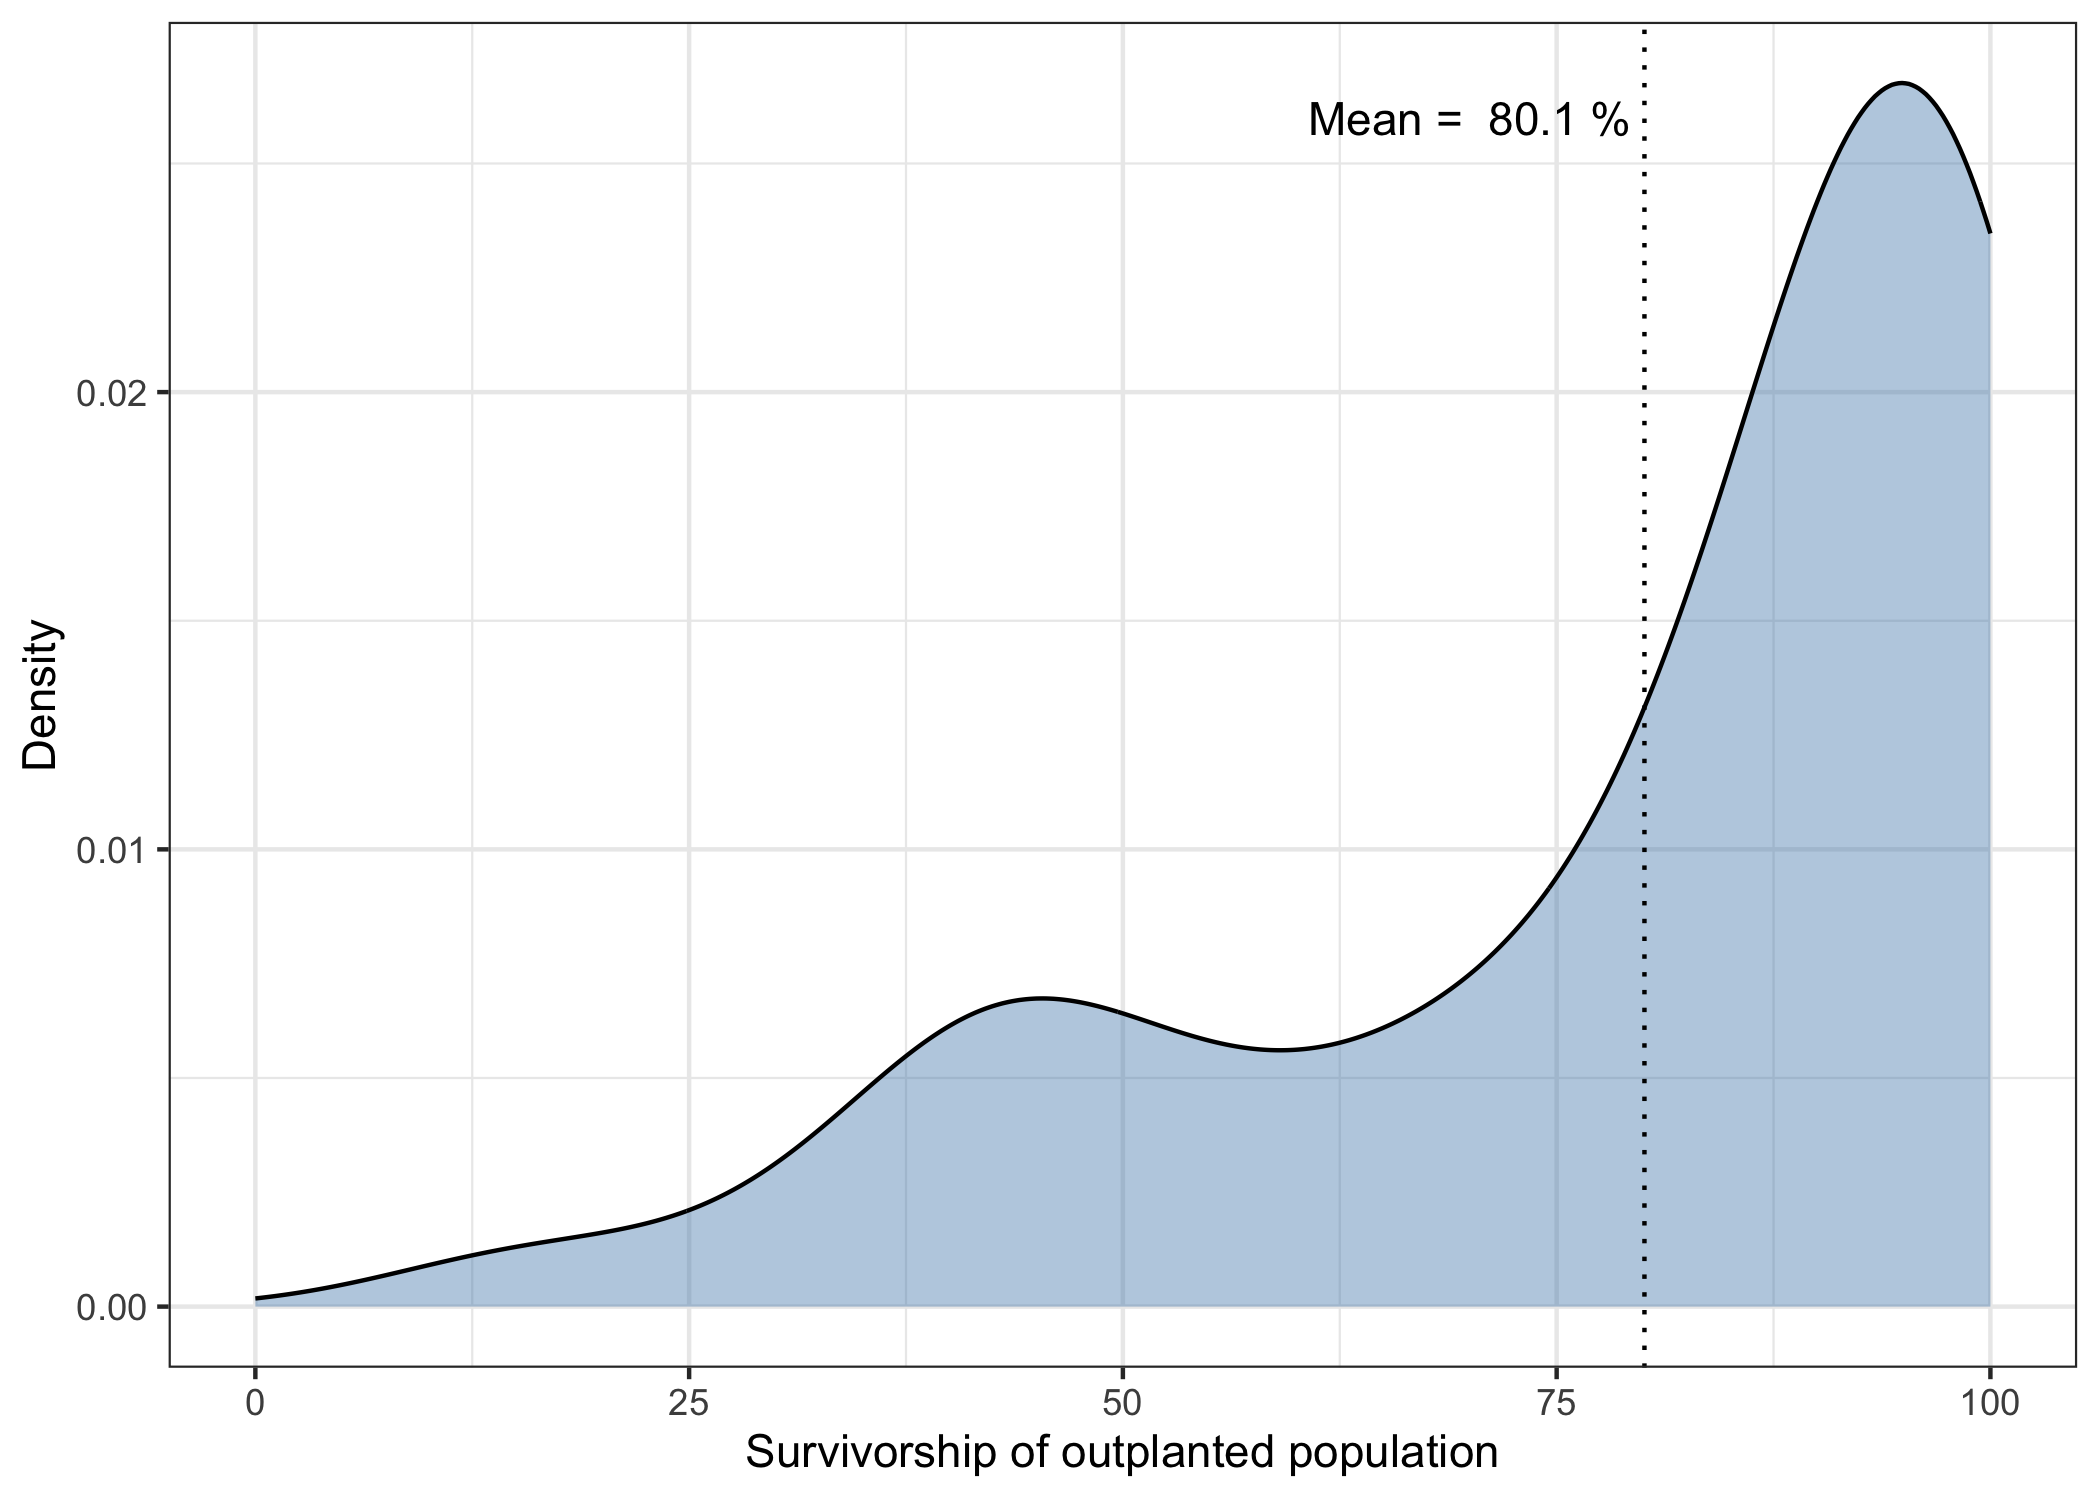 Mean =  80.1 %
Density
0.02
0.01
0.00
0
25
50
75
100
Survivorship of outplanted population